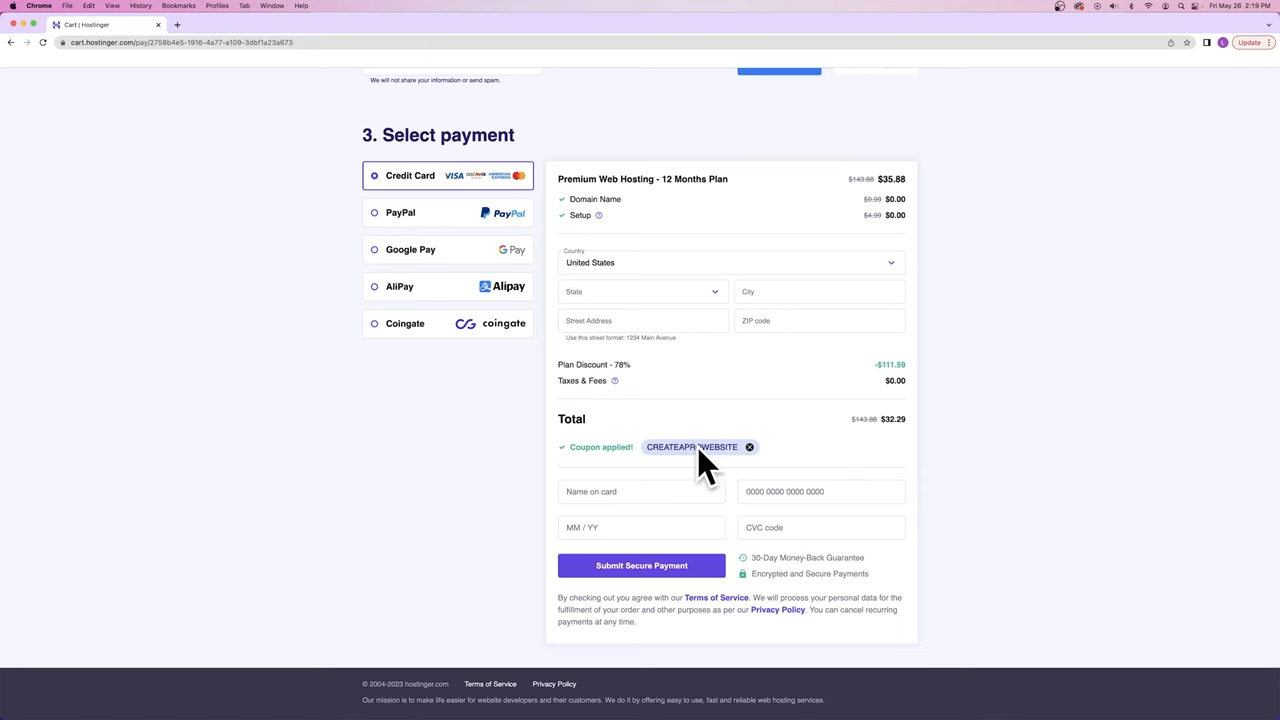 Chrome File Edit View History Bookmarks Profiles Tab Window Help Fri May 26 2:19 PM
Cart | Hostinger
cart.hostinger.com/pay/2758b4e5-1916-4a77-a109-3dbf1a23a673 L Update
We will not share your information or send spam.
3. Select payment
Credit Card VISA DISCOVER AMERICAN EXPRESS
PayPal PayPal
Google Pay G Pay
AliPay Alipay
Coingate coingate
Premium Web Hosting - 12 Months Plan $143.88 $35.88
Domain Name $9.99 $0.00
Setup $4.99 $0.00
Country
United States
State City
Street Address ZIP code
Use this street format: 1234 Main Avenue
Plan Discount - 78% -$111.59
Taxes & Fees $0.00
Total $143.88 $32.29
Coupon applied! CREATEAPR WEBSITE
Name on card 0000 0000 0000 0000
MM / YY CVC code
Submit Secure Payment
30-Day Money-Back Guarantee
Encrypted and Secure Payments
By checking out you agree with our Terms of Service. We will process your personal data for the
fulfillment of your order and other purposes as per our Privacy Policy. You can cancel recurring
payments at any time.
© 2004-2023 hostinger.com Terms of Service Privacy Policy
Our mission is to make life easier for website developers and their customers. We do it by offering easy to use, fast and reliable web hosting services.